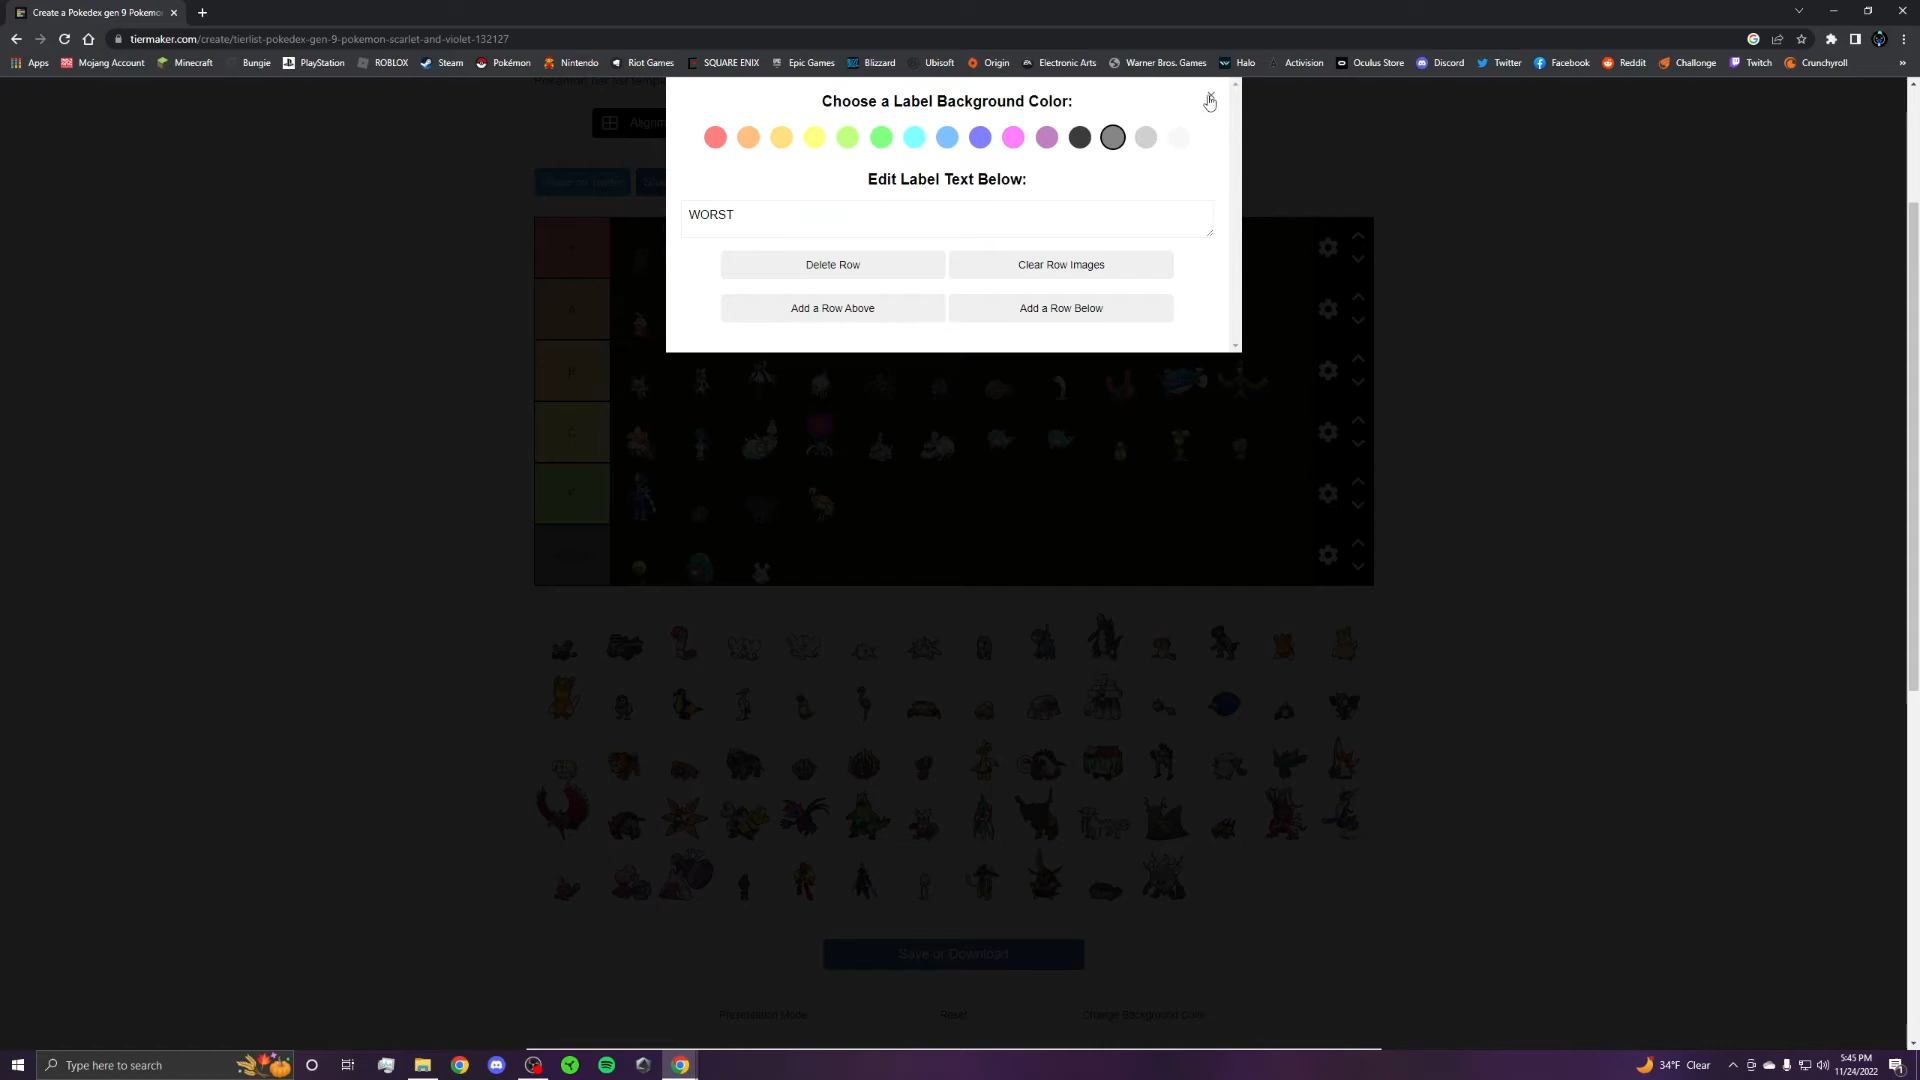 Create a Pokedex gen 9 Pokemo
tiermaker.com/create/tierlist-pokedex-gen-9-pokemon-scarlet-and-violet-132127
Apps Mojang Account Minecraft Bungie PlayStation ROBLOX Steam Pokémon Nintendo Riot Games SQUARE ENIX Epic Games Blizzard Ubisoft Origin Electronic Arts Warner Bros. Games Halo Activision Oculus Store Discord Twitter Facebook Reddit Challonge Twitch Crunchyroll
Choose a Label Background Color:
Edit Label Text Below:
WORST
Delete Row Clear Row Images
Add a Row Above Add a Row Below
B
C
F
Save or Download
Presentation Mode Reset Change Background Color
Type here to search
34°F Clear
5:45 PM
11/24/2022